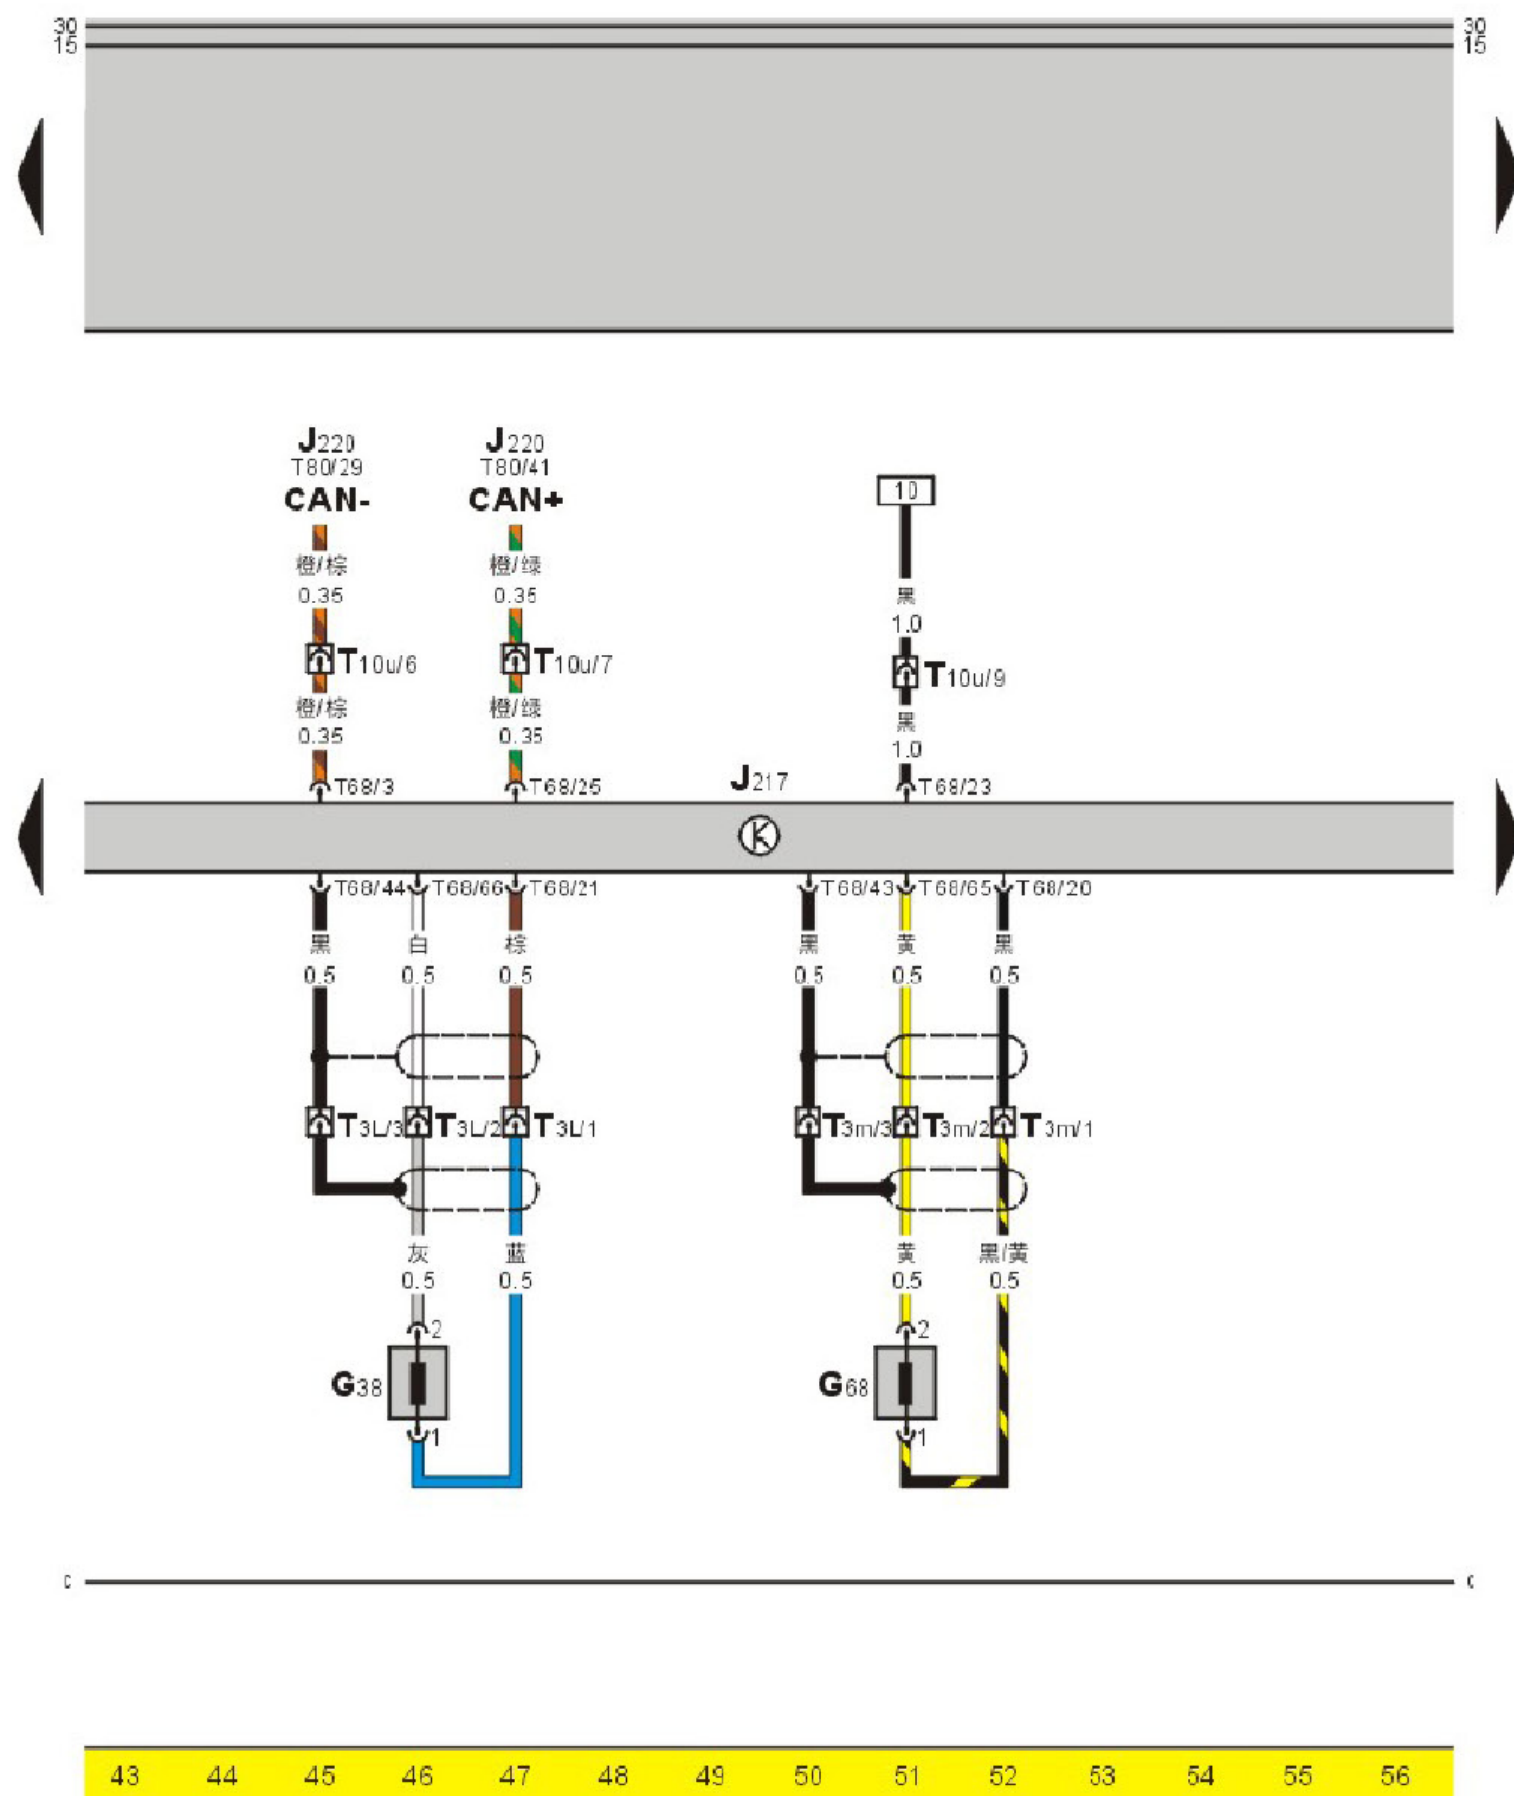 30 30
15 15
J220 J220
T80/29 T80/41
CAN- CAN+
10
橙/棕 橙/绿
0.35 0.35 黑
1.0
T10u/6 T10u/7 T10u/9
橙/棕 橙/绿 黑
0.35 0.35 1.0
T68/3 T68/25 J217 T68/23
K
T68/44 T68/66 T68/21 T68/43 T68/65 T68/20
黑 白 棕 黑 黄 黑
0.5 0.5 0.5 0.5 0.5 0.5
T3L/3 T3L/2 T3L/1 T3m/3 T3m/2 T3m/1
灰 蓝 黄 黑/黄
0.5 0.5 0.5 0.5
2 2
G38 G68
1 1
43 44 45 46 47 48 49 50 51 52 53 54 55 56